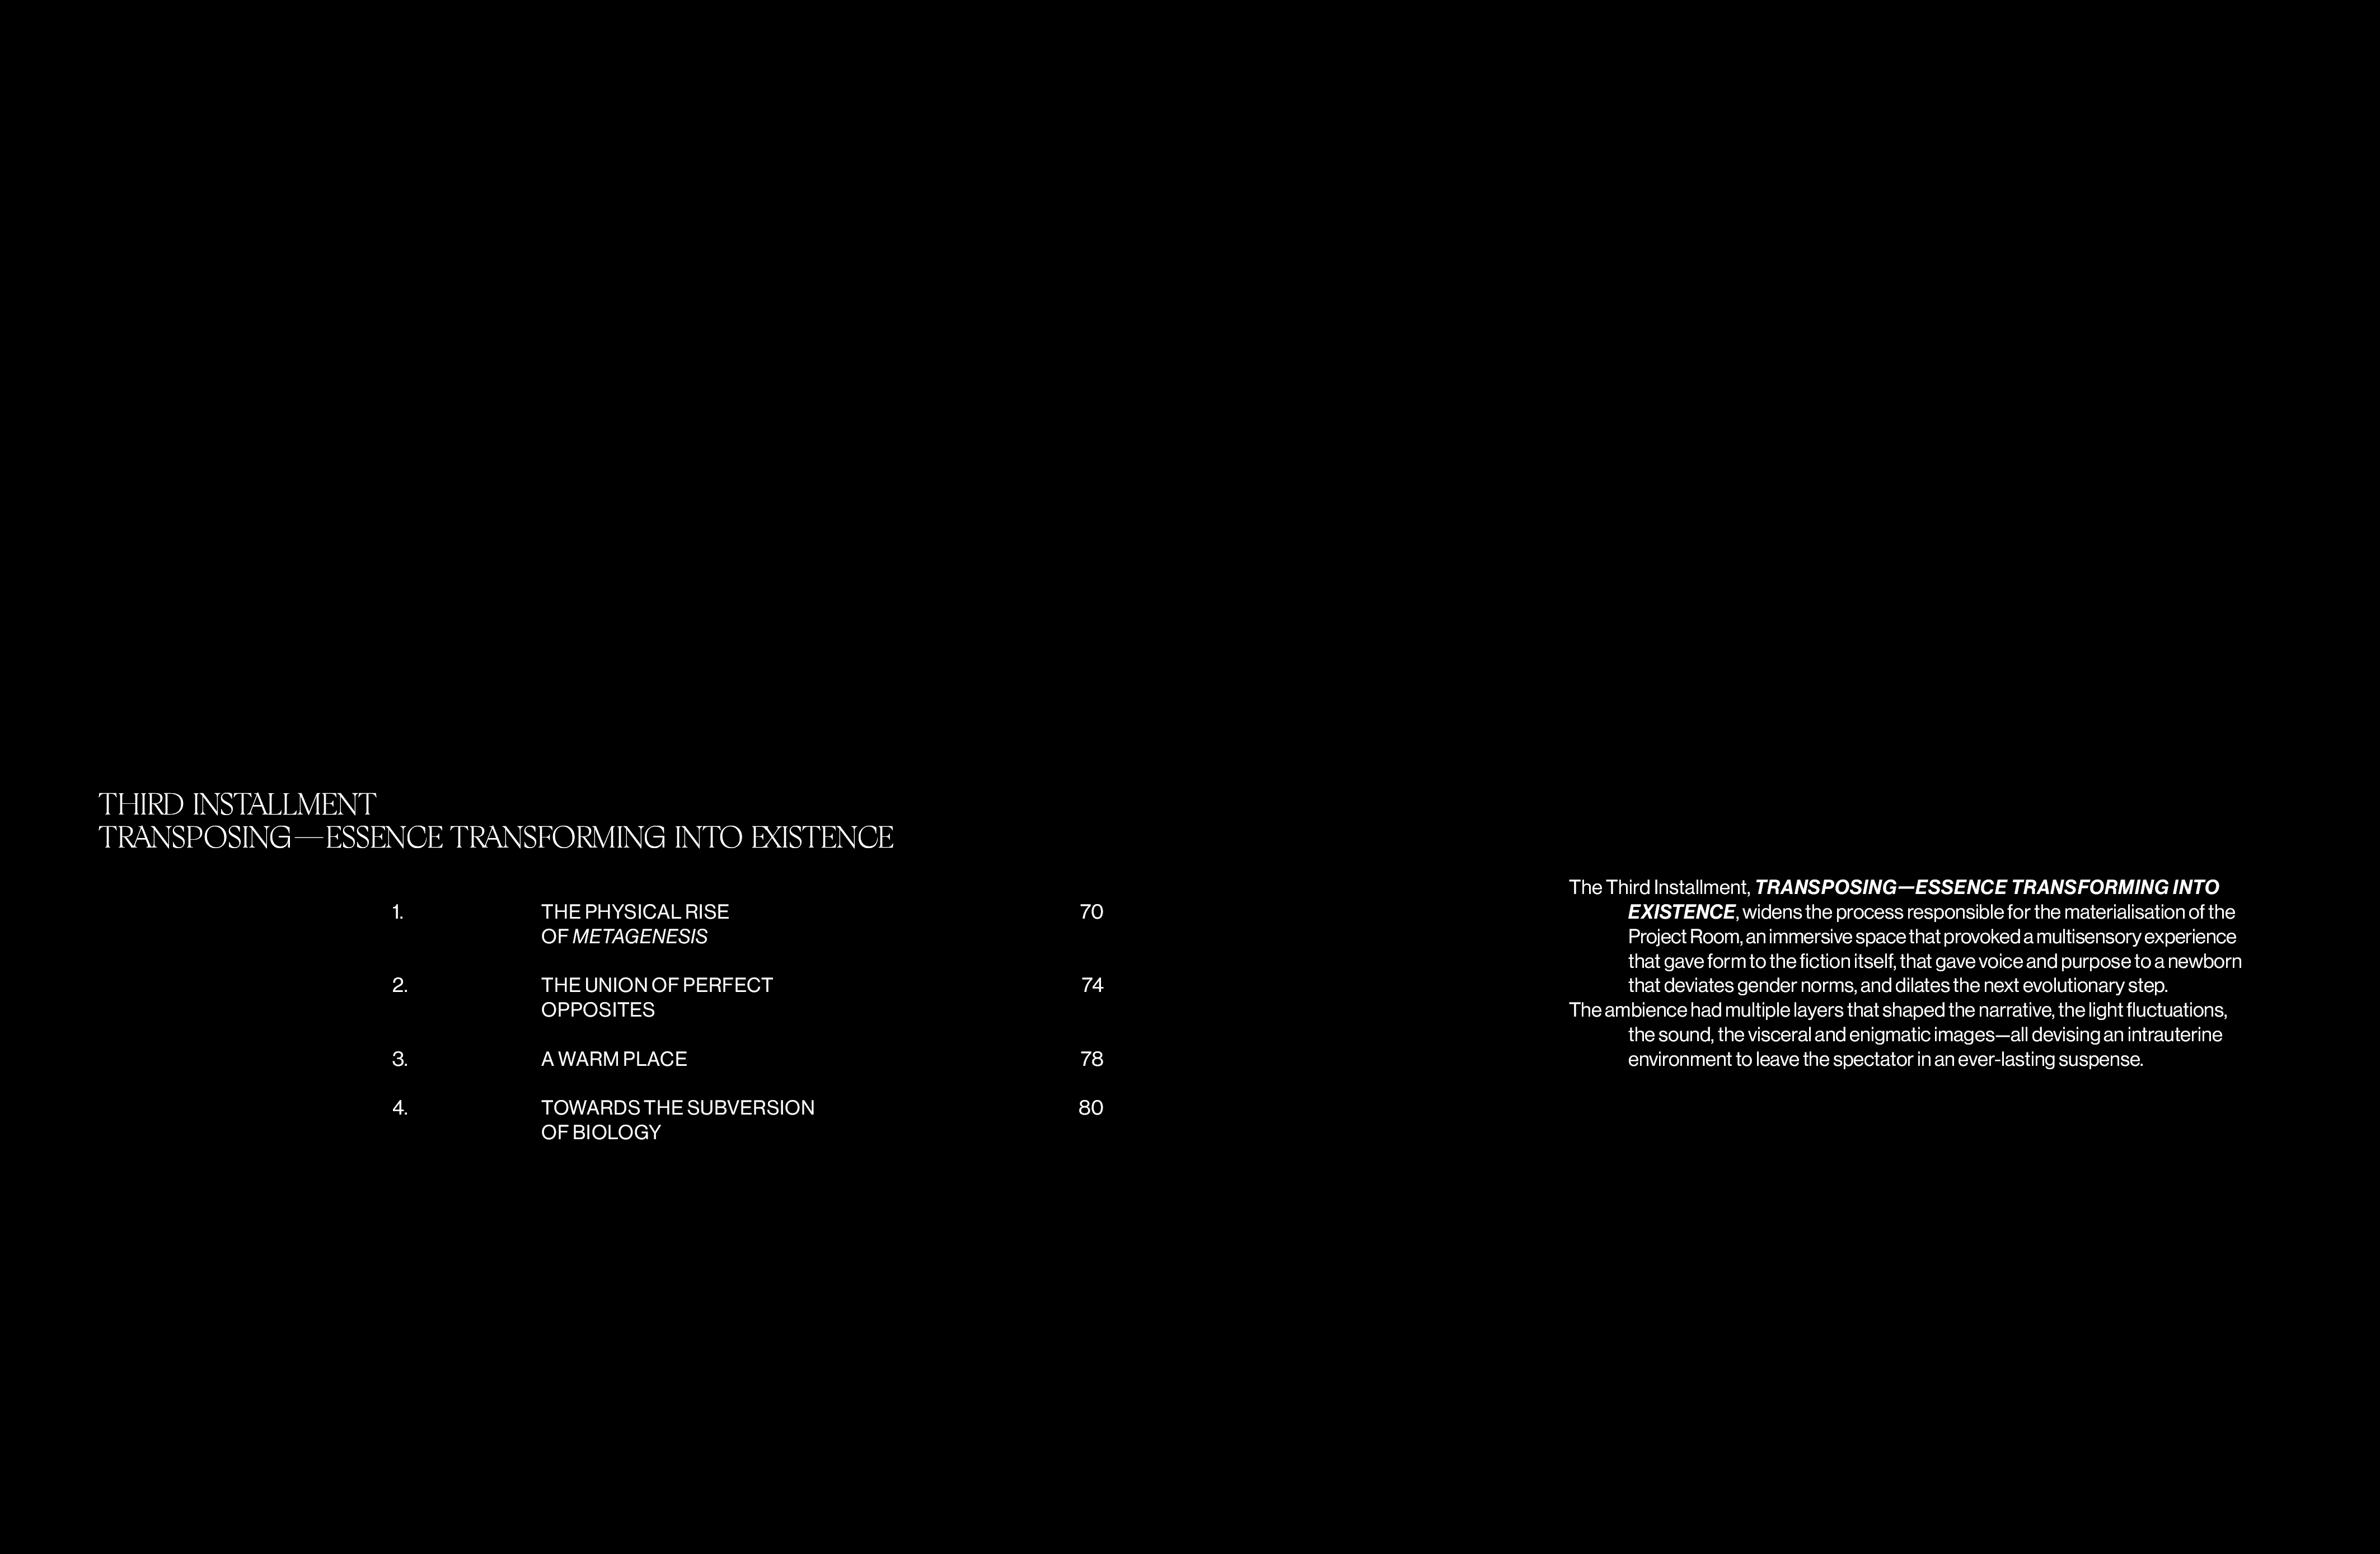 THIRD INSTALLMENT
TRANSPOSING—ESSENCE TRANSFORMING INTO EXISTENCE
1. THE PHYSICAL RISE 70
OF METAGENESIS
2. THE UNION OF PERFECT 74
OPPOSITES
3. A WARM PLACE 78
4. TOWARDS THE SUBVERSION 80
OF BIOLOGY
The Third Installment, TRANSPOSING—ESSENCE TRANSFORMING INTO
EXISTENCE, widens the process responsible for the materialisation of the
Project Room, an immersive space that provoked a multisensory experience
that gave form to the fiction itself, that gave voice and purpose to a newborn
that deviates gender norms, and dilates the next evolutionary step.
The ambience had multiple layers that shaped the narrative, the light fluctuations,
the sound, the visceral and enigmatic images—all devising an intrauterine
environment to leave the spectator in an ever-lasting suspense.